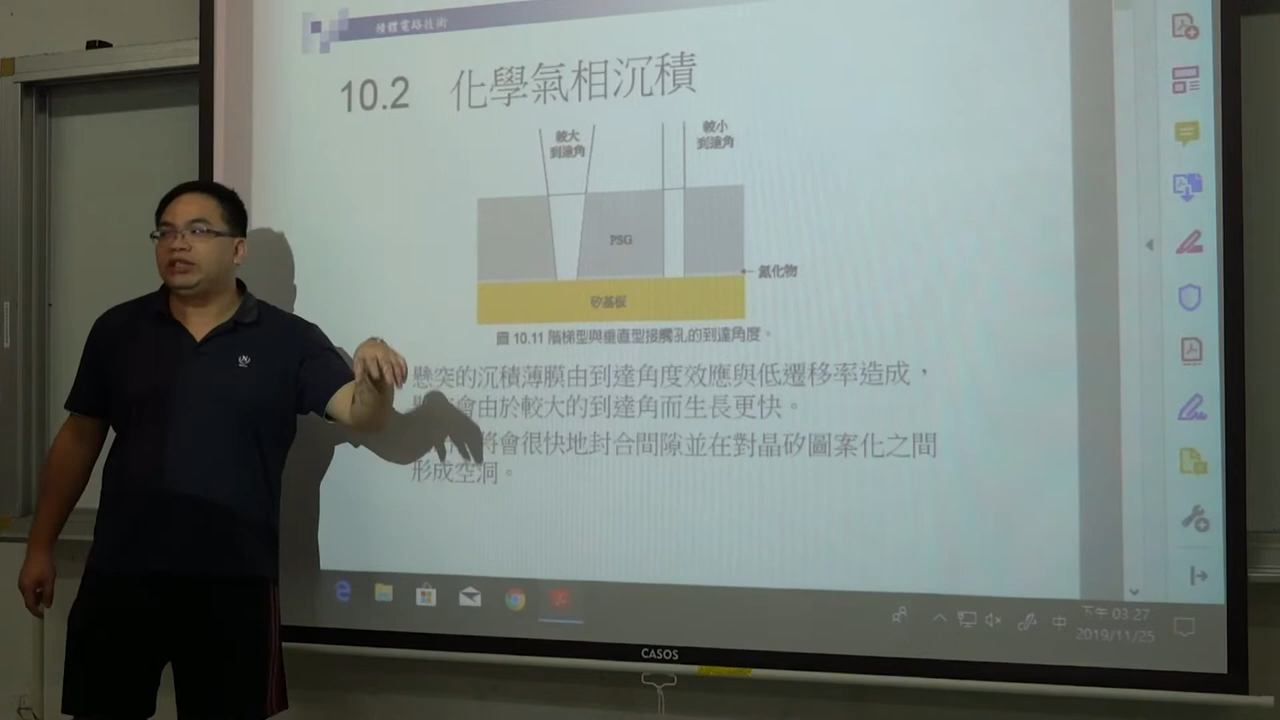 積體電路技術
10.2 化學氣相沉積
較大
到達角
較小
到達角
PSG
氮化物
矽基板
圖 10.11 階梯型與垂直型接觸孔的到達角度。
懸突的沉積薄膜由到達角度效應與低遷移率造成，
會由於較大的到達角而生長更快。
將會很快地封合間隙並在對晶矽圖案化之間
形成空洞。
中
下午 03:27
2019/11/25
CASOS